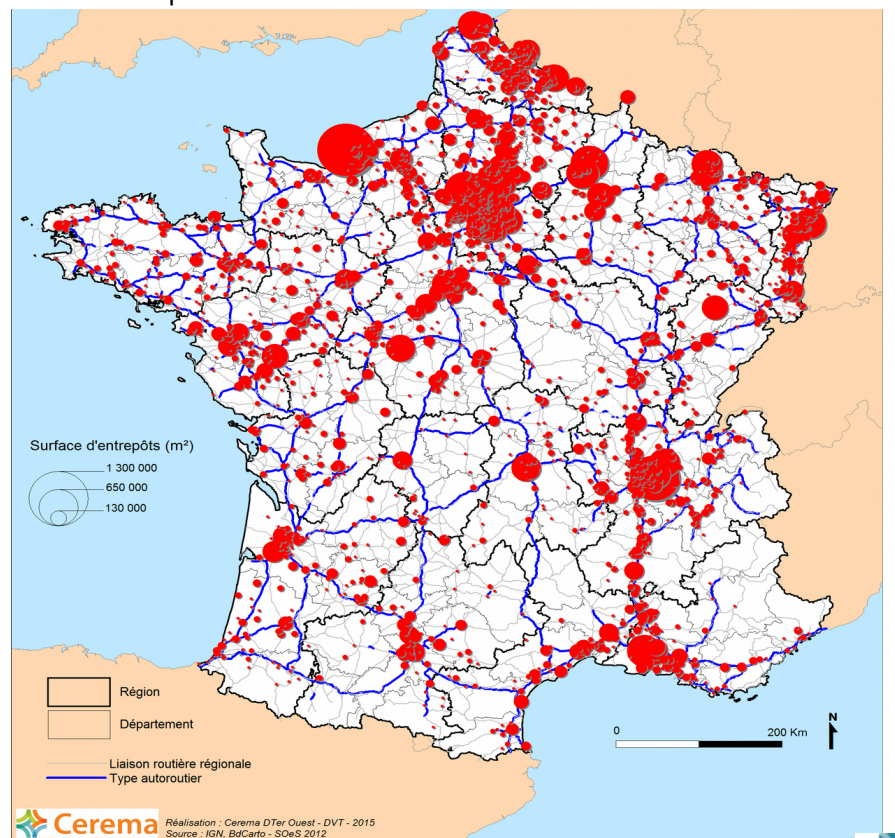 Surface d'entrepôts (m²)
1 300 000
650 000
130 000
Région
Département
Liaison routière régionale
Type autoroutier
0
200 Km
N
Cerema
Réalisation : Cerema DTer Ouest - DVT - 2015
Source : IGN, BdCarto - SOeS 2012